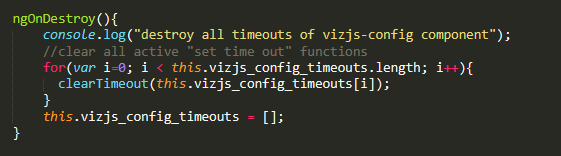 ngOnDestroy(){
console.log("destroy all timeouts of vizjs-config component");
//clear all active "set time out" functions
for(var i=0; i < this.vizjs_config_timeouts.length; i++){
clearTimeout(this.vizjs_config_timeouts[i]);
}
this.vizjs_config_timeouts = [];
}